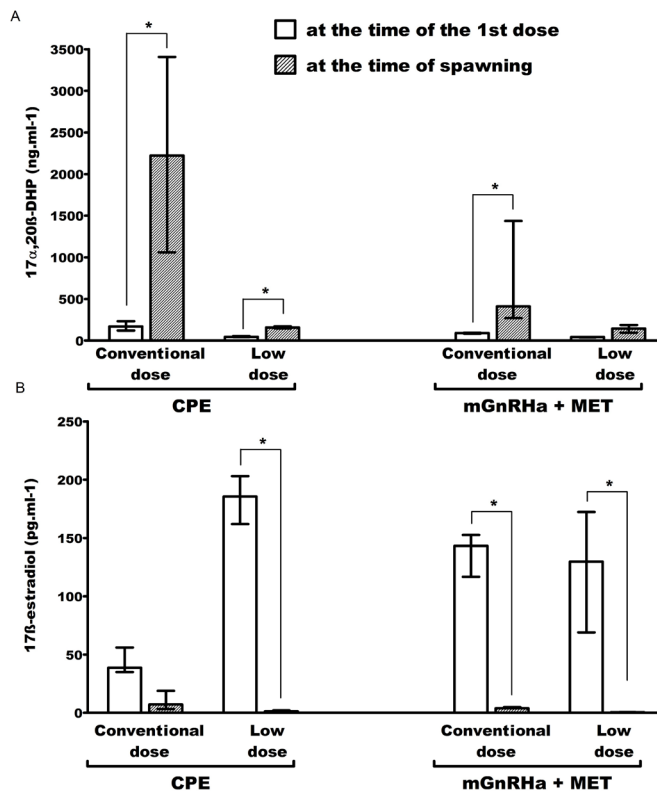 A
at the time of the 1st dose
at the time of spawning
17α,20ß-DHP (ng.ml-1)
3500
3000
2500
2000
1500
1000
500
0
*
*
*
Conventional dose
Low dose
Conventional dose
Low dose
CPE
mGnRHa + MET
B
17ß-estradiol (pg.ml-1)
250
200
150
100
50
0
*
*
*
Conventional dose
Low dose
Conventional dose
Low dose
CPE
mGnRHa + MET